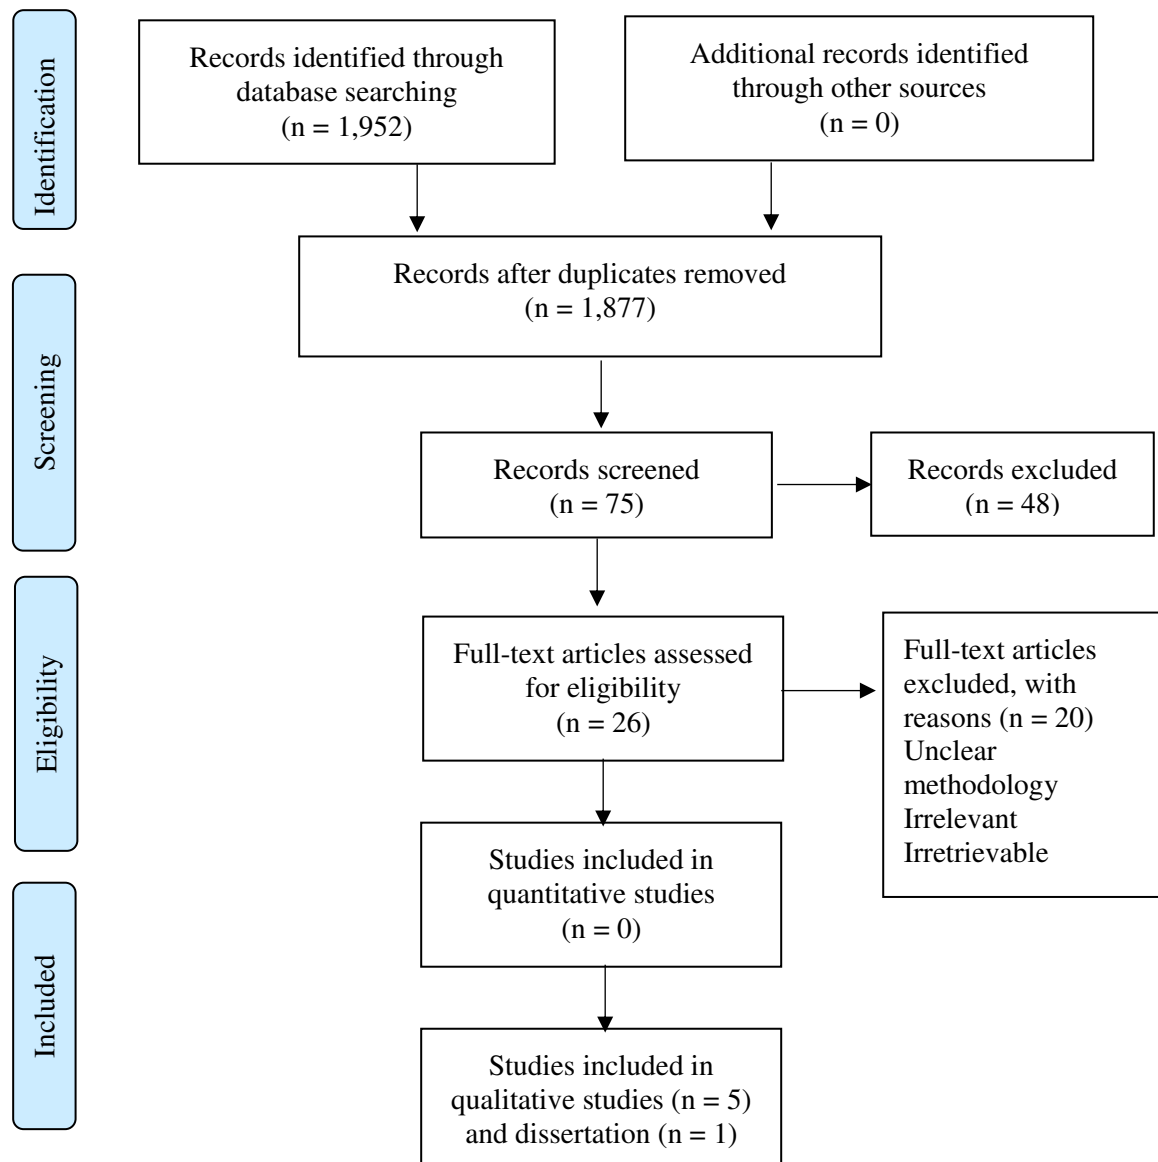 Identification
Records identified through
database searching
(n = 1,952)
Additional records identified
through other sources
(n = 0)
Records after duplicates removed
(n = 1,877)
Screening
Records screened
(n = 75)
Records excluded
(n = 48)
Eligibility
Full-text articles assessed
for eligibility
(n = 26)
Full-text articles
excluded, with
reasons (n = 20)
Unclear
methodology
Irrelevant
Irretrievable
Studies included in
quantitative studies
(n = 0)
Included
Studies included in
qualitative studies (n = 5)
and dissertation (n = 1)